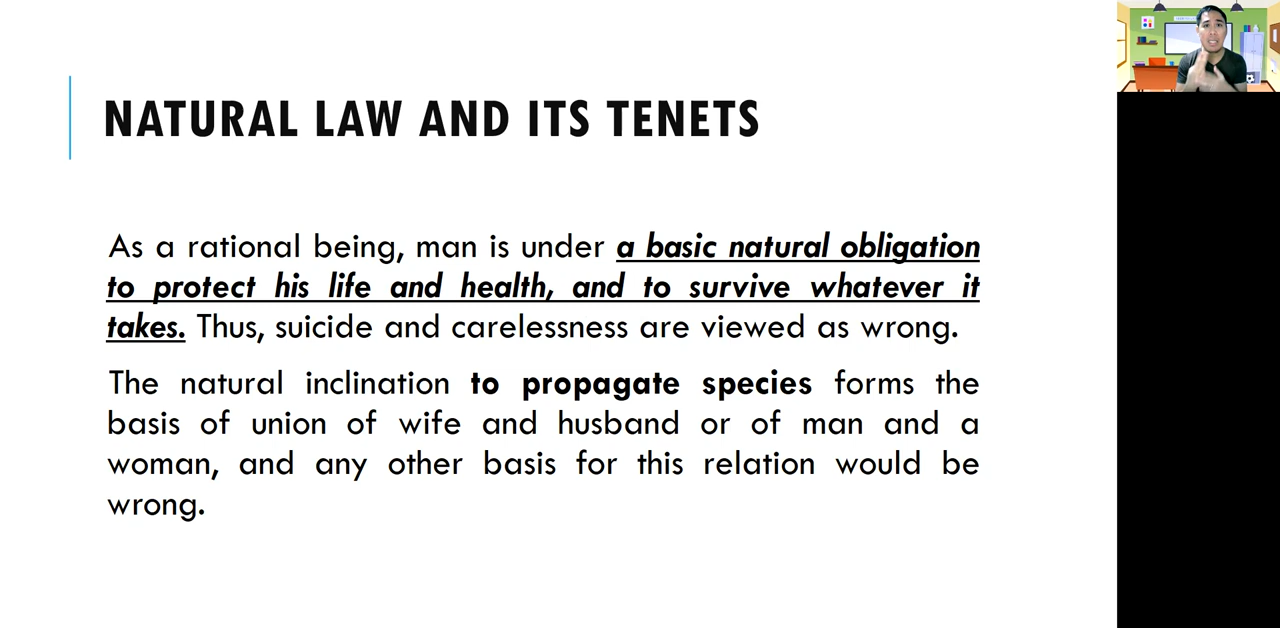 NATURAL LAW AND ITS TENETS
As a rational being, man is under a basic natural obligation
to protect his life and health, and to survive whatever it
takes. Thus, suicide and carelessness are viewed as wrong.
The natural inclination to propagate species forms the
basis of union of wife and husband or of man and a
woman, and any other basis for this relation would be
wrong.